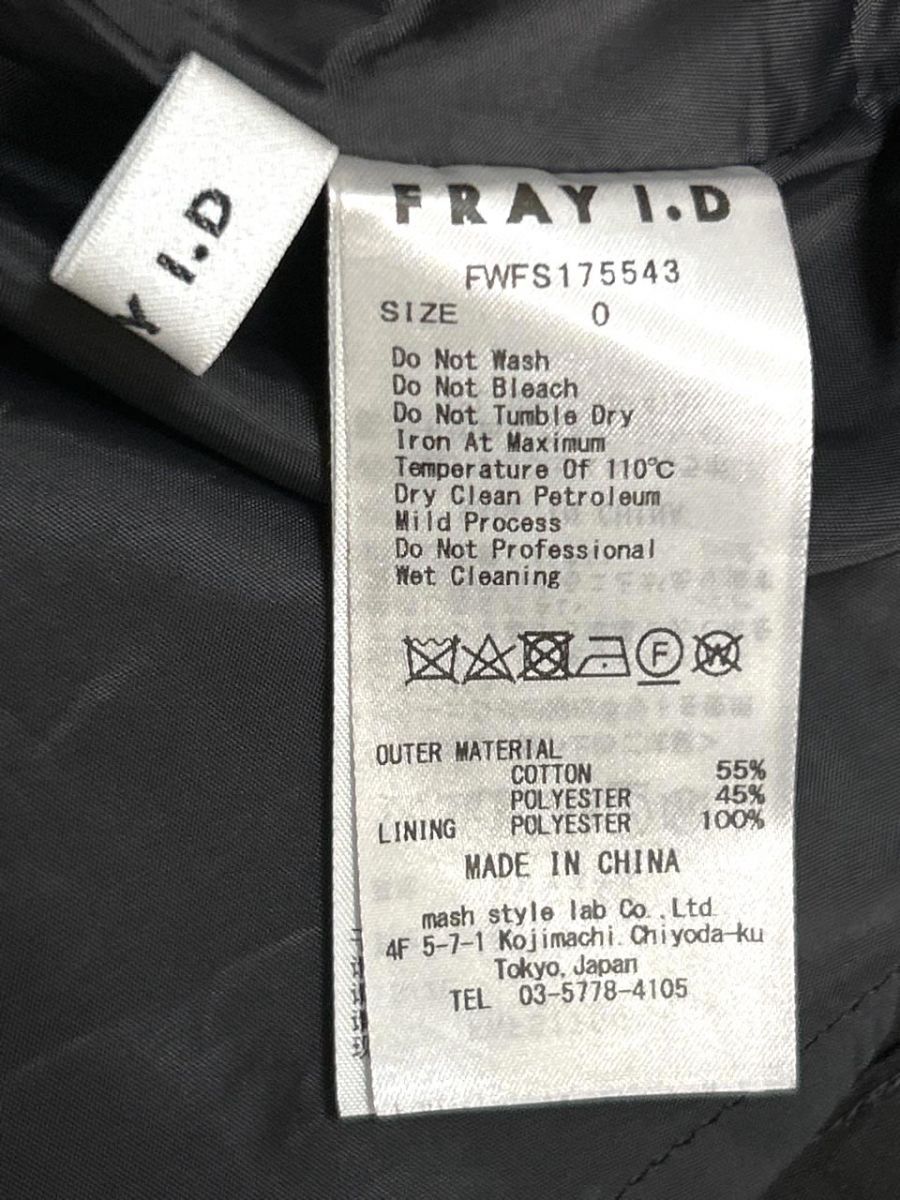 Y I.D
FRAY I.D
FWFS175543
SIZE 0
Do Not Wash
Do Not Bleach
Do Not Tumble Dry
Iron At Maximum
Temperature Of 110℃
Dry Clean Petroleum
Mild Process
Do Not Professional
Wet Cleaning
F W
OUTER MATERIAL
COTTON 55%
POLYESTER 45%
LINING POLYESTER 100%
MADE IN CHINA
mash style lab Co.,Ltd.
4F 5-7-1 Kojimachi. Chiyoda-ku
Tokyo, Japan
TEL 03-5778-4105